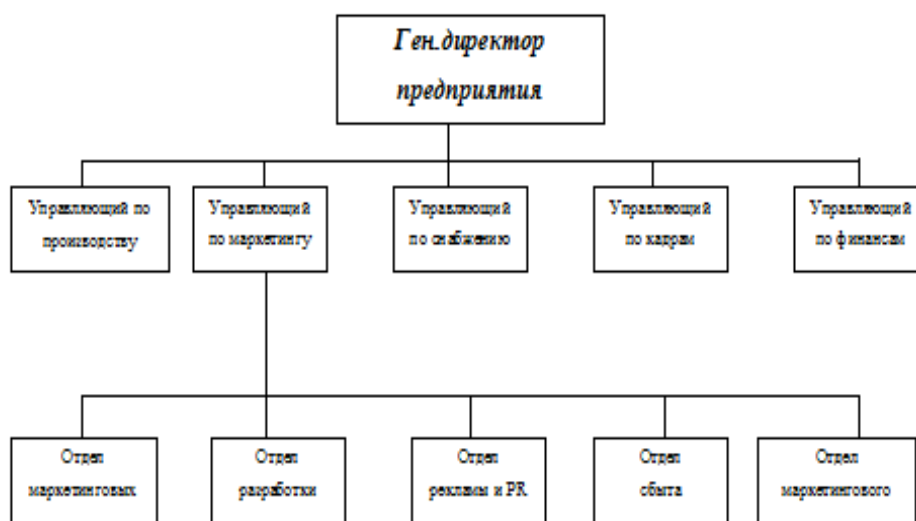 Ген.директор
предприятия
Управляющий по
производству
Управляющий
по маркетингу
Управляющий
по снабжению
Управляющий
по кадрам
Управляющий
по финансам
Отдел
маркетинговых
Отдел
разработки
Отдел
рекламы и PR
Отдел
сбыта
Отдел
маркетингового